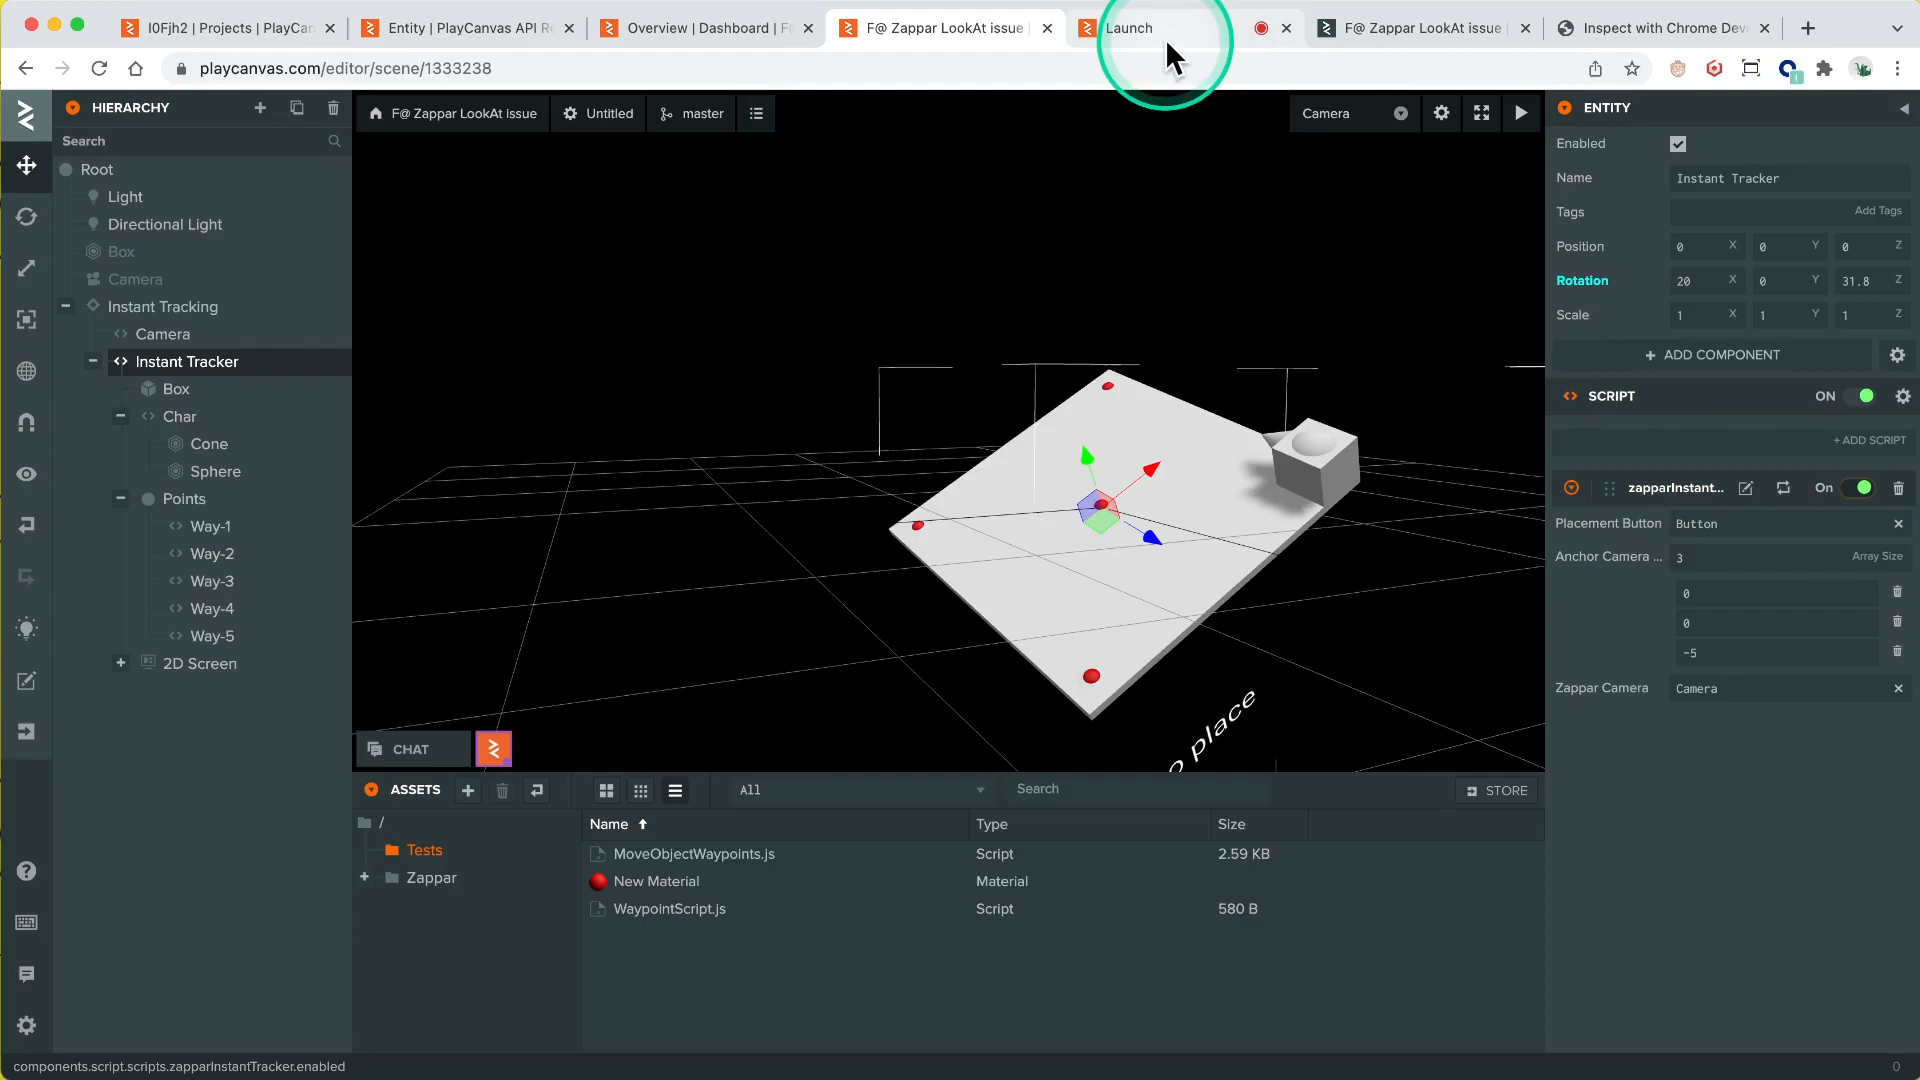 I0Fjh2 | Projects | PlayCan
Entity | PlayCanvas API Re
Overview | Dashboard | F@
F@ Zappar LookAt issue |
Launch
F@ Zappar LookAt issue |
Inspect with Chrome Deve
playcanvas.com/editor/scene/1333238
HIERARCHY
Search
Root
Light
Directional Light
Box
Camera
Instant Tracking
Camera
Instant Tracker
Box
Char
Cone
Sphere
Points
Way-1
Way-2
Way-3
Way-4
Way-5
2D Screen
F@ Zappar LookAt issue
Untitled
master
Camera
place
CHAT
ENTITY
Enabled
Name
Instant Tracker
Tags
Add Tags
Position
0 X 0 Y 0 Z
Rotation
20 X 0 Y 31.8 Z
Scale
1 X 1 Y 1 Z
ADD COMPONENT
SCRIPT
ON
+ ADD SCRIPT
zapparInstant...
On
Placement Button
Button
Anchor Camera ...
3
Array Size
0
0
-5
Zappar Camera
Camera
ASSETS
All
Search
STORE
/
Tests
Zappar
Name
Type
Size
MoveObjectWaypoints.js
Script
2.59 KB
New Material
Material
WaypointScript.js
Script
580 B
components.script.scripts.zapparInstantTracker.enabled
0